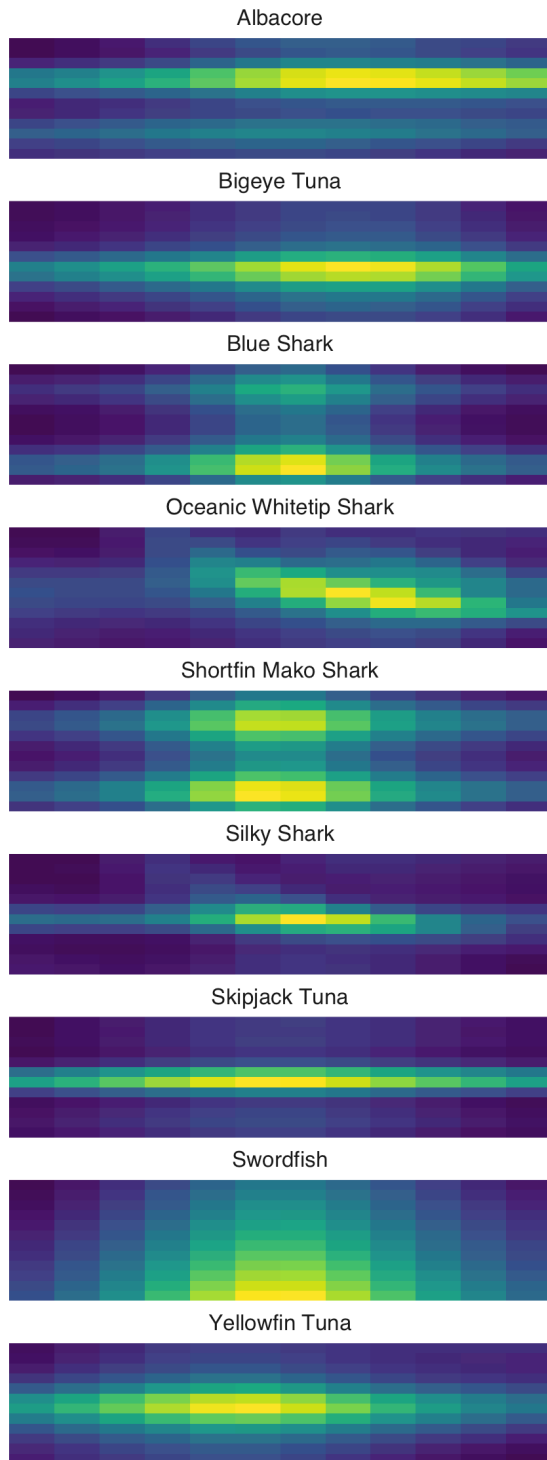 Albacore
Bigeye Tuna
Blue Shark
Oceanic Whitetip Shark
Shortfin Mako Shark
Silky Shark
Skipjack Tuna
Swordfish
Yellowfin Tuna